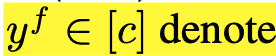 y^f ∈ [c] denote